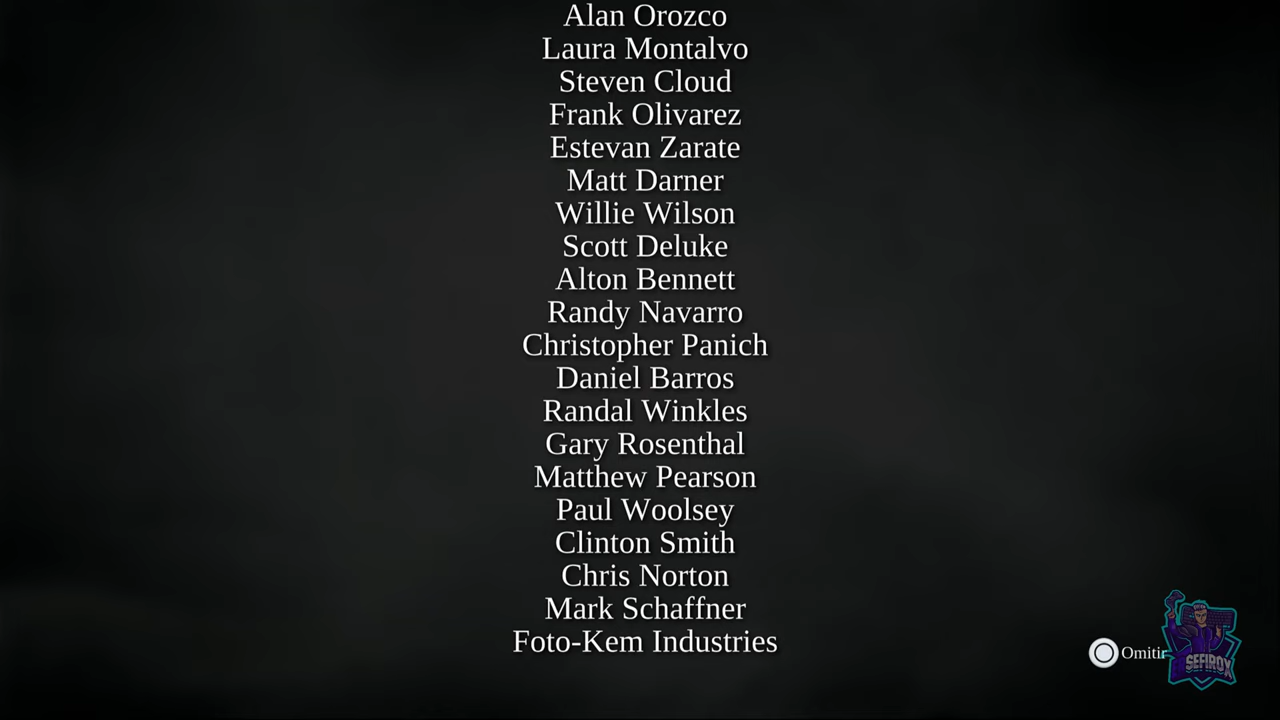 Alan Orozco
Laura Montalvo
Steven Cloud
Frank Olivarez
Estevan Zarate
Matt Darner
Willie Wilson
Scott Deluke
Alton Bennett
Randy Navarro
Christopher Panich
Daniel Barros
Randal Winkles
Gary Rosenthal
Matthew Pearson
Paul Woolsey
Clinton Smith
Chris Norton
Mark Schaffner
Foto-Kem Industries
Omitir
SEFIROX